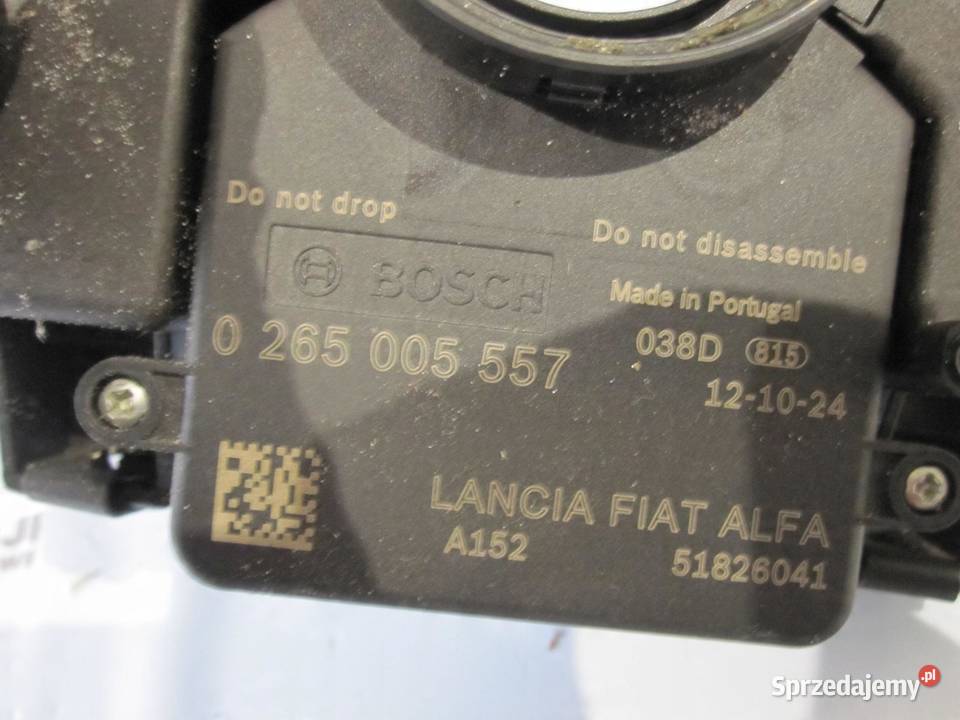 Do not drop
Do not disassemble
BOSCH
Made in Portugal
0 265 005 557
038D 815
12-10-24
LANCIA FIAT ALFA
A152
51826041
Sprzedajemy.pl